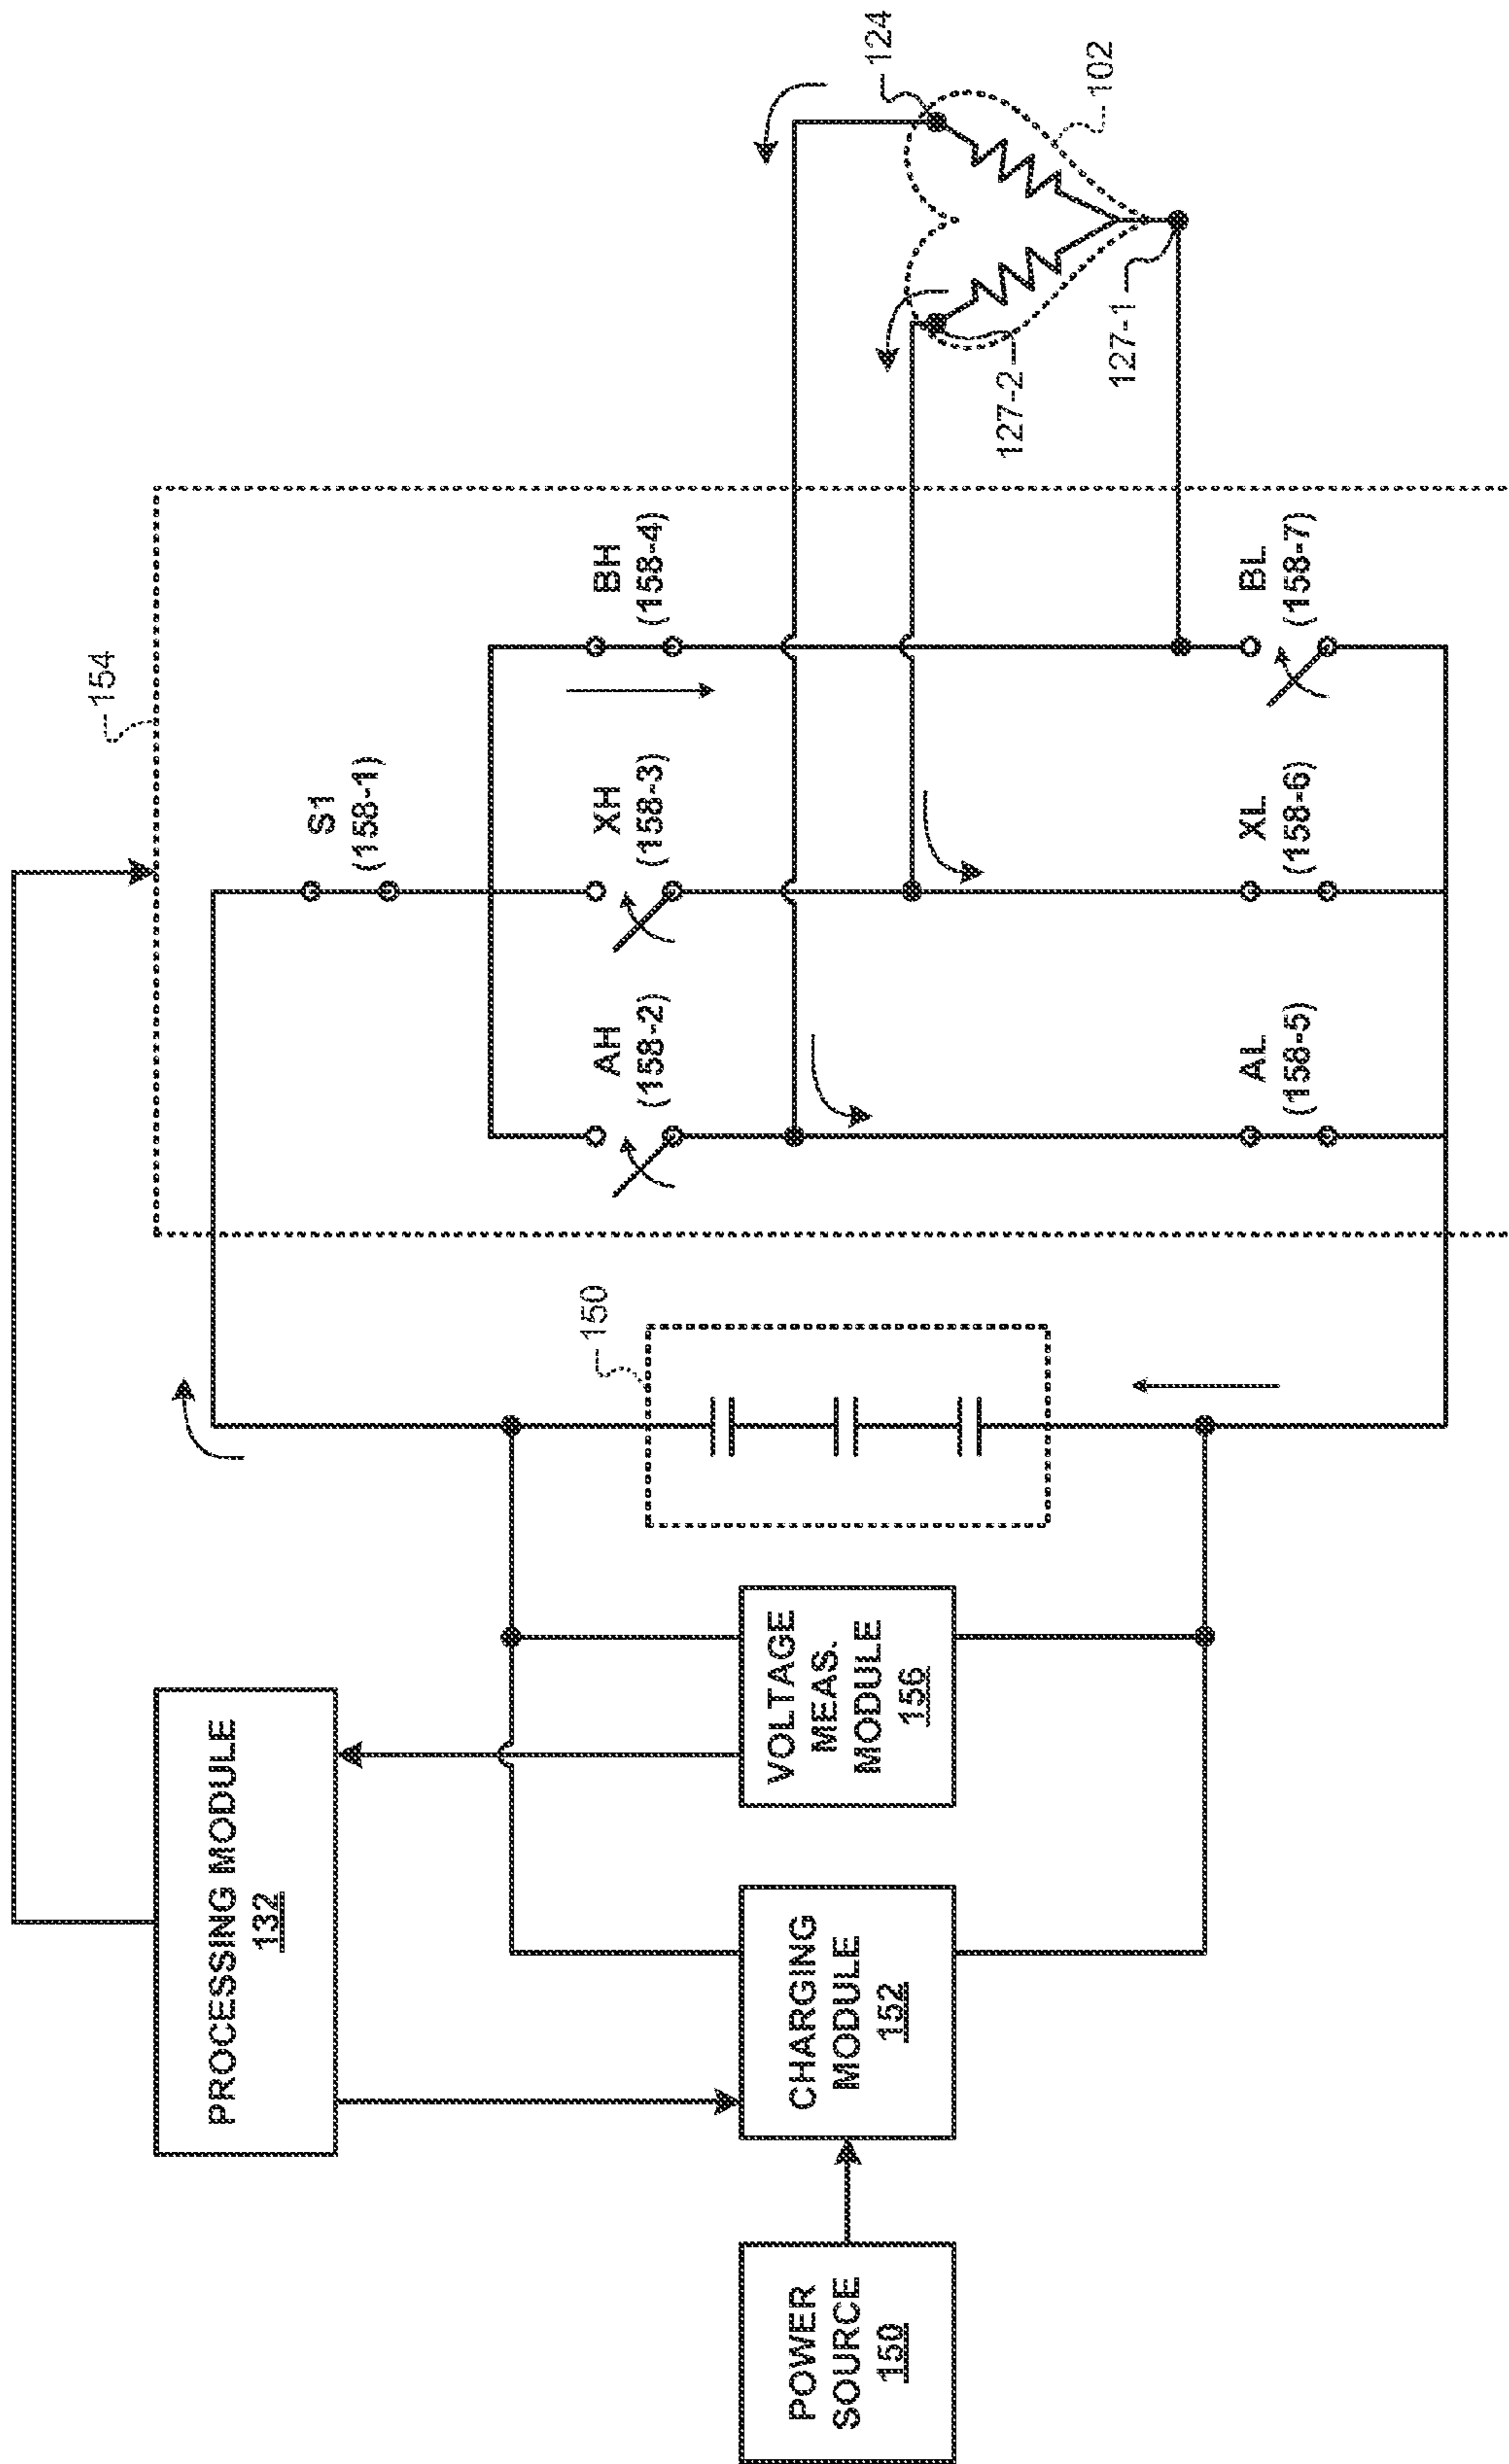 154
S1
(158-1)
AH
(158-2)
XH
(158-3)
BH
(158-4)
AL
(158-5)
XL
(158-6)
BL
(158-7)
124
102
127-2
127-1
150
PROCESSING MODULE
132
VOLTAGE
MEAS.
MODULE
156
CHARGING
MODULE
152
POWER
SOURCE
150